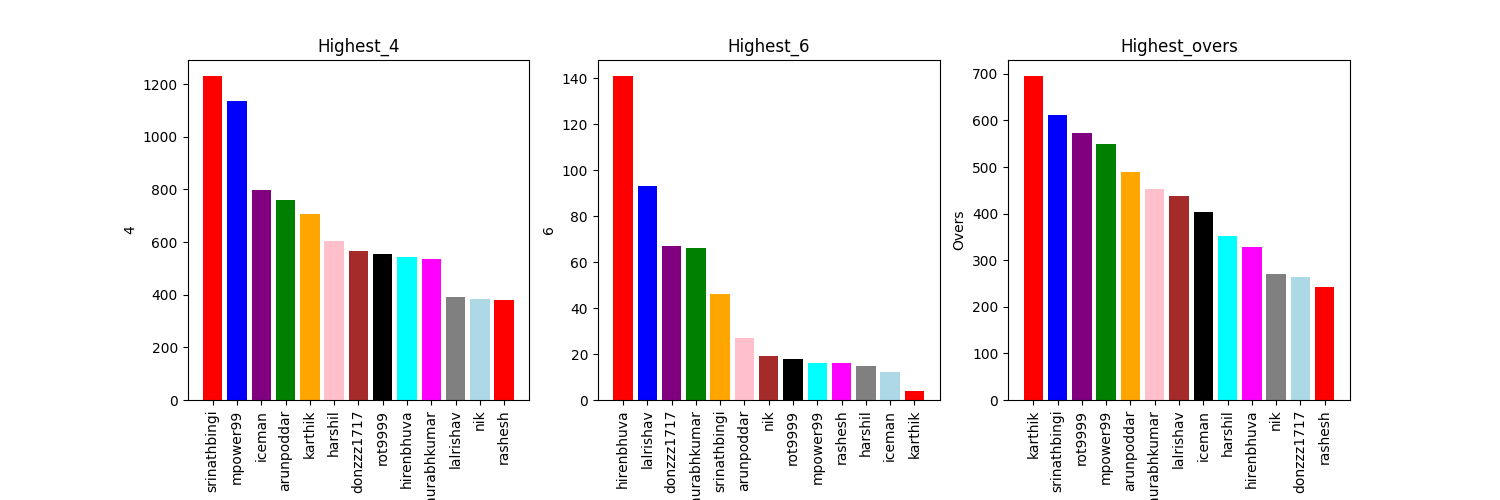 Highest_4
4
1200
1000
800
600
400
200
0
srinathbingi
mpower99
iceman
arunpoddar
karthik
harshil
donzzz1717
rot9999
hirenbhuva
urabhkumar
lalrishav
nik
rashesh
Highest_6
6
140
120
100
80
60
40
20
0
hirenbhuva
lalrishav
donzzz1717
urabhkumar
srinathbingi
arunpoddar
nik
rot9999
mpower99
rashesh
harshil
iceman
karthik
Highest_overs
Overs
700
600
500
400
300
200
100
0
karthik
srinathbingi
rot9999
mpower99
arunpoddar
urabhkumar
lalrishav
iceman
harshil
hirenbhuva
nik
donzzz1717
rashesh